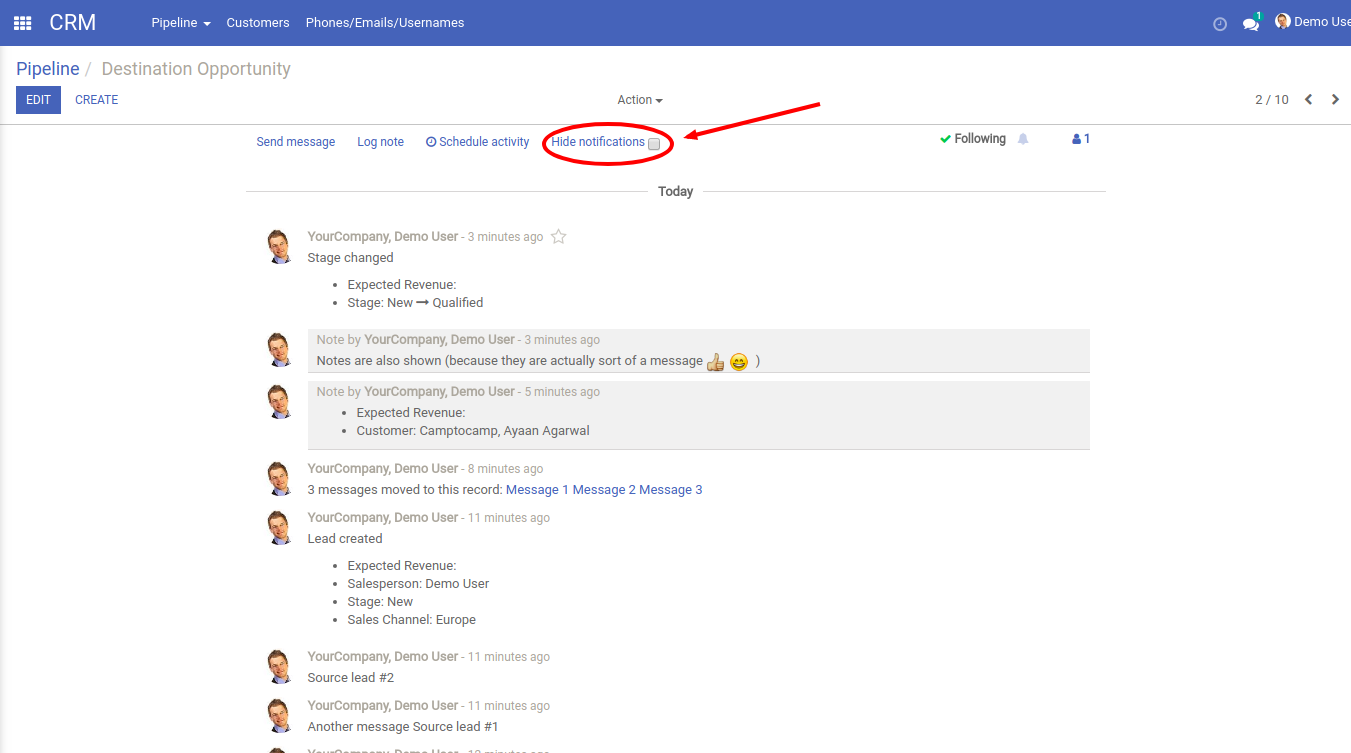 CRM Pipeline Customers Phones/Emails/Usernames 1 Demo Use
Pipeline / Destination Opportunity
EDIT CREATE Action 2 / 10
Send message Log note Schedule activity Hide notifications Following 1
Today
YourCompany, Demo User - 3 minutes ago
Stage changed
• Expected Revenue:
• Stage: New → Qualified
Note by YourCompany, Demo User - 3 minutes ago
Notes are also shown (because they are actually sort of a message 👍 😄 )
Note by YourCompany, Demo User - 5 minutes ago
• Expected Revenue:
• Customer: Camptocamp, Ayaan Agarwal
YourCompany, Demo User - 8 minutes ago
3 messages moved to this record: Message 1 Message 2 Message 3
YourCompany, Demo User - 11 minutes ago
Lead created
• Expected Revenue:
• Salesperson: Demo User
• Stage: New
• Sales Channel: Europe
YourCompany, Demo User - 11 minutes ago
Source lead #2
YourCompany, Demo User - 11 minutes ago
Another message Source lead #1